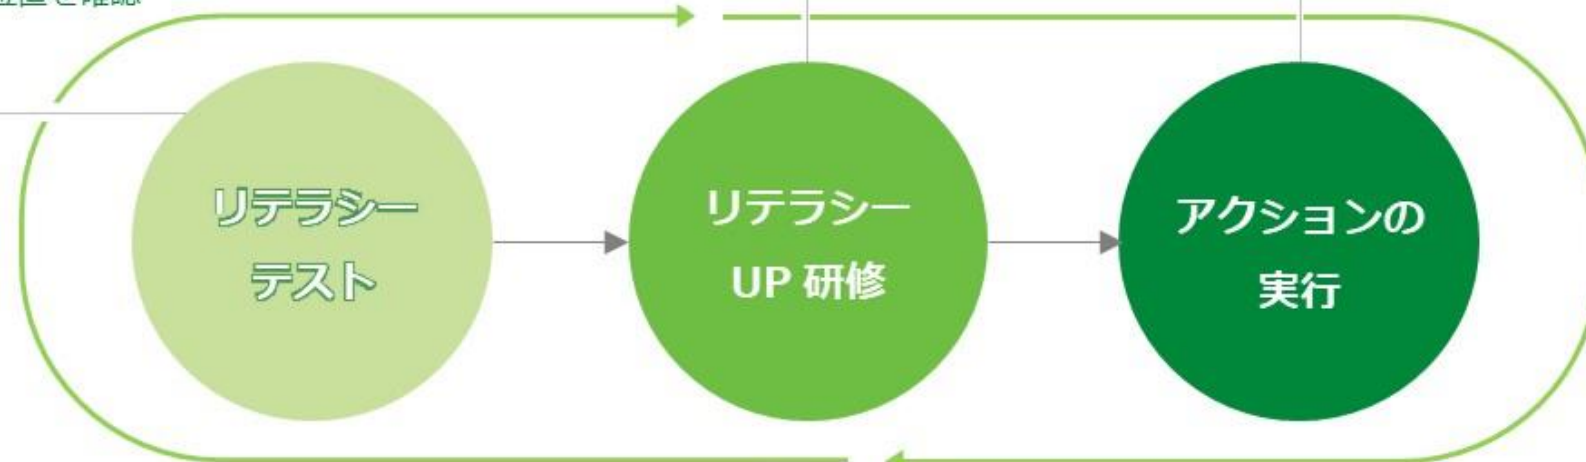 リテラシー
テスト
リテラシー
UP 研修
アクションの
実行